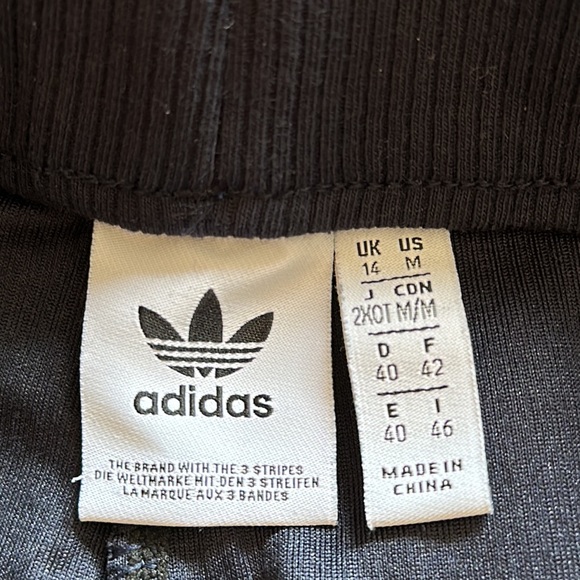 adidas
THE BRAND WITH THE 3 STRIPES
DIE WELTMARKE MIT DEN 3 STREIFEN
LA MARQUE AUX 3 BANDES
UK US
14 M
J CDN
2XOT M/M
D F
40 42
E I
40 46
MADE IN
CHINA